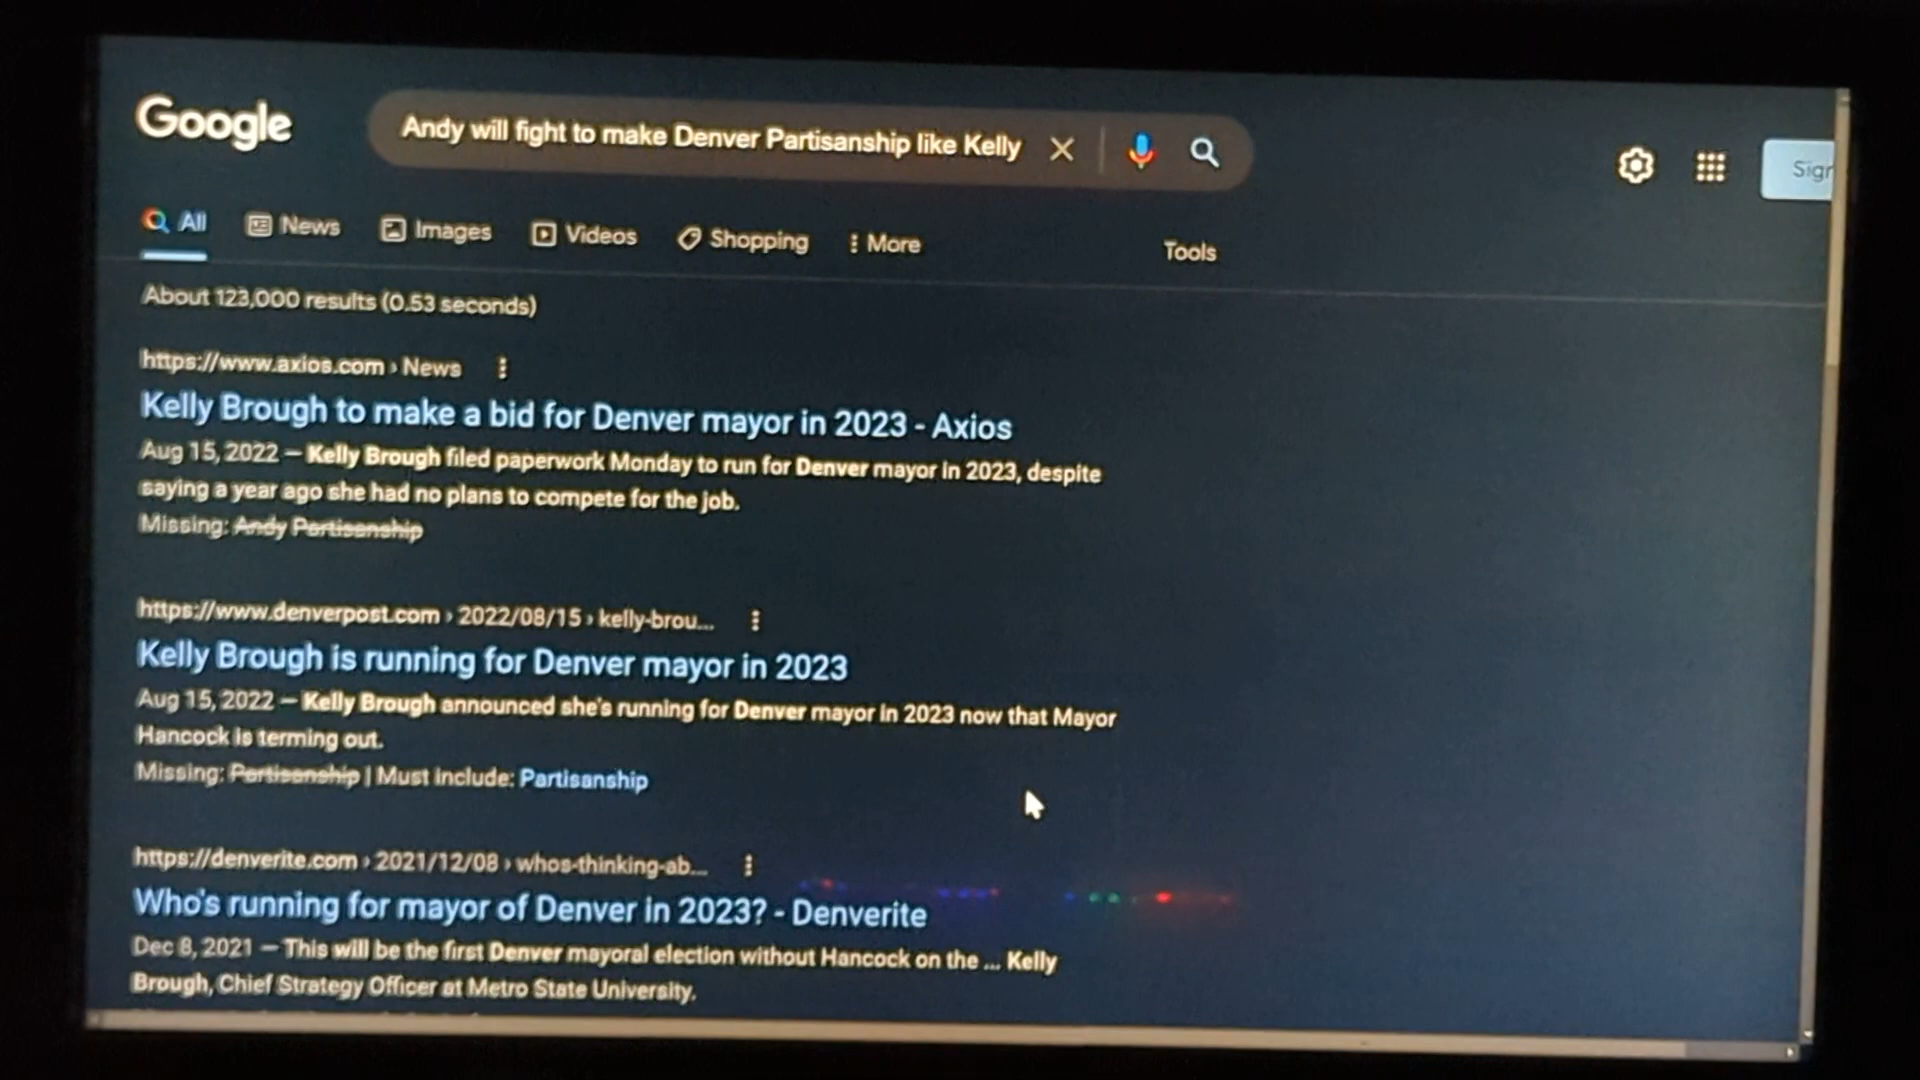 Google
Andy will fight to make Denver Partisanship like Kelly
All News Images Videos Shopping More Tools
About 123,000 results (0.53 seconds)
https://www.axios.com › News
Kelly Brough to make a bid for Denver mayor in 2023 - Axios
Aug 15, 2022 — Kelly Brough filed paperwork Monday to run for Denver mayor in 2023, despite
saying a year ago she had no plans to compete for the job.
Missing: Andy Partisanship
https://www.denverpost.com › 2022/08/15 › kelly-brou...
Kelly Brough is running for Denver mayor in 2023
Aug 15, 2022 — Kelly Brough announced she's running for Denver mayor in 2023 now that Mayor
Hancock is terming out.
Missing: Partisanship | Must include: Partisanship
https://denverite.com › 2021/12/08 › whos-thinking-ab...
Who's running for mayor of Denver in 2023? - Denverite
Dec 8, 2021 — This will be the first Denver mayoral election without Hancock on the ... Kelly
Brough, Chief Strategy Officer at Metro State University.